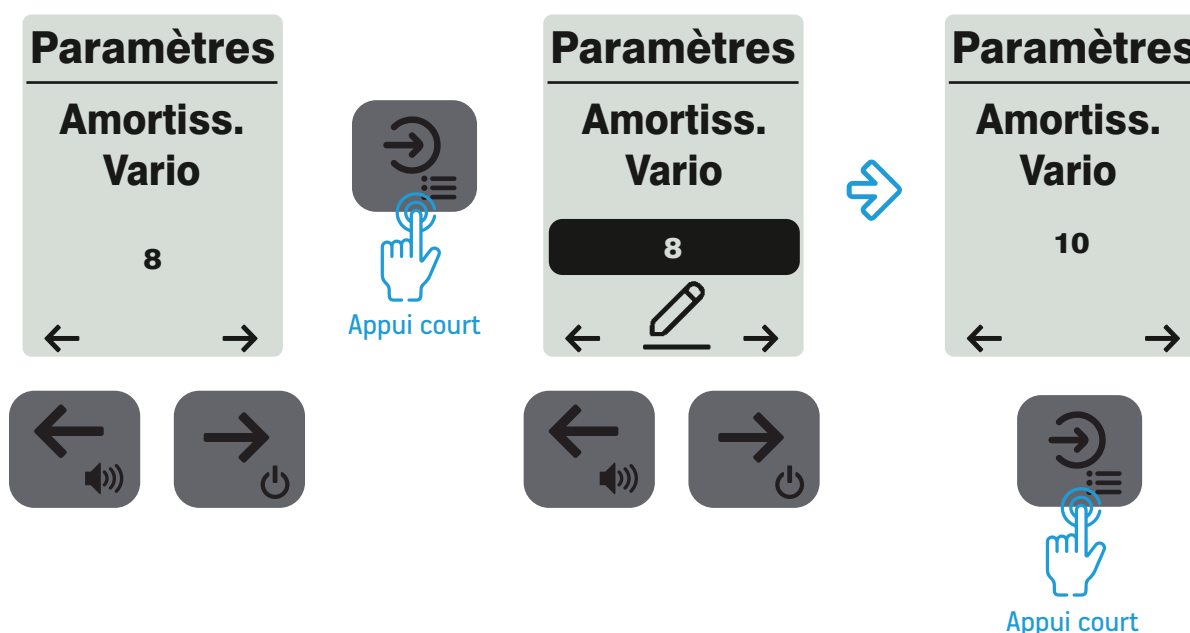 Paramètres
Amortiss.
Vario
8
Appui court
Paramètres
Amortiss.
Vario
8
Paramètres
Amortiss.
Vario
10
Appui court